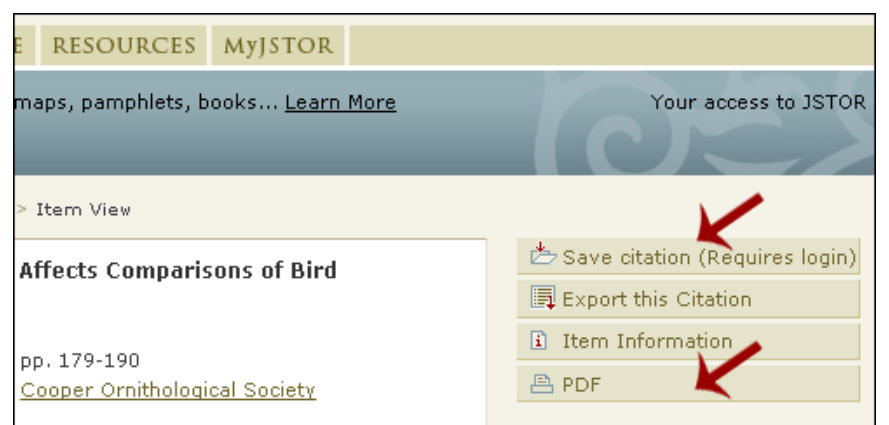 E RESOURCES MyJSTOR
maps, pamphlets, books... Learn More
Your access to JSTOR
> Item View
Affects Comparisons of Bird
pp. 179-190
Cooper Ornithological Society
Save citation (Requires login)
Export this Citation
Item Information
PDF